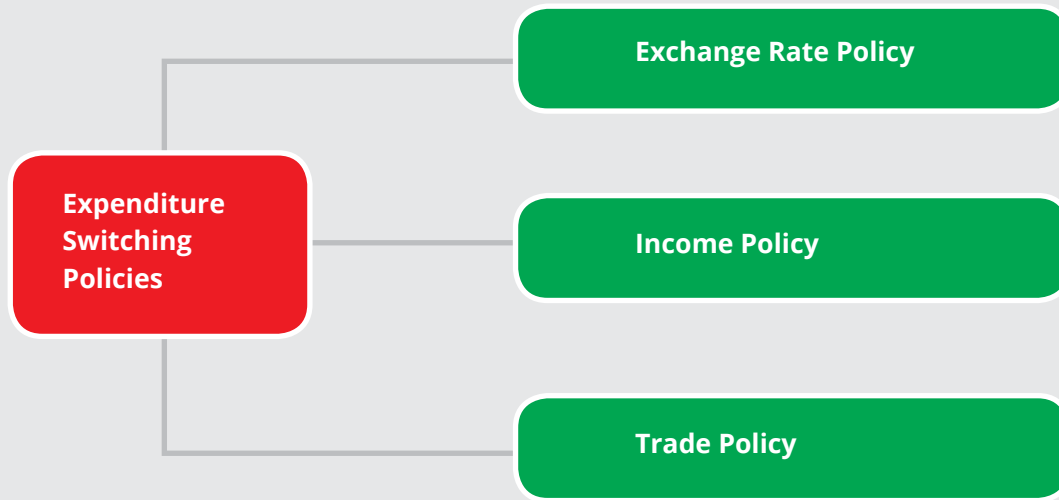 Exchange Rate Policy
Expenditure
Switching
Policies
Income Policy
Trade Policy